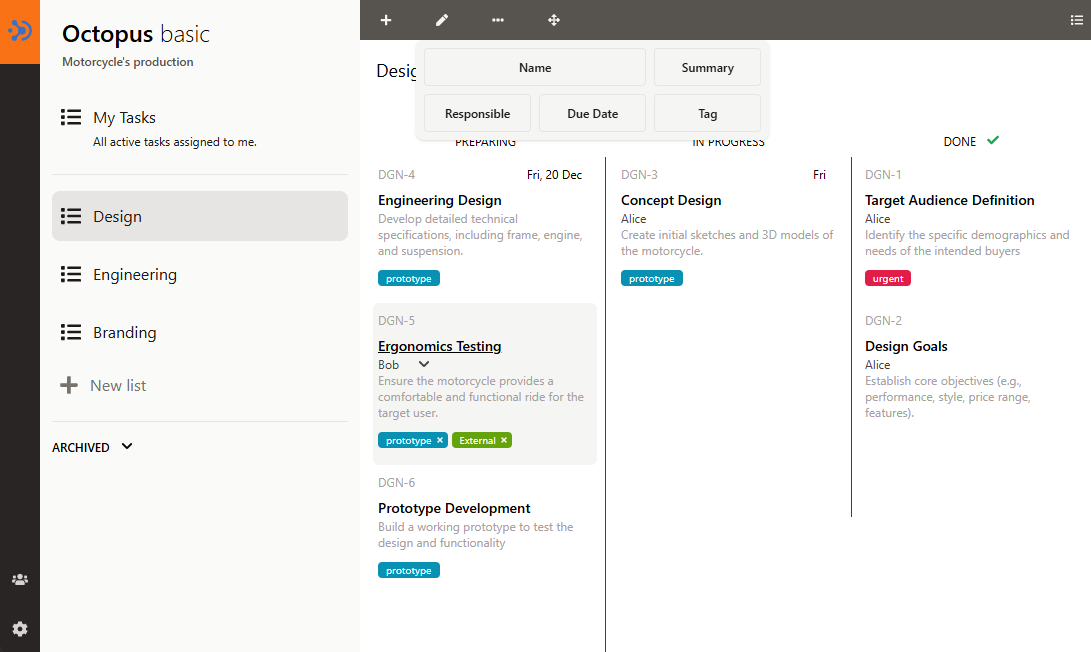 Octopus basic
Motorcycle's production
My Tasks
All active tasks assigned to me.
Design
Engineering
Branding
New list
ARCHIVED
Name
Summary
Responsible
Due Date
Tag
PREPARING
DGN-4
Fri, 20 Dec
Engineering Design
Develop detailed technical
specifications, including frame, engine,
and suspension.
prototype
DGN-5
Ergonomics Testing
Bob
Ensure the motorcycle provides a
comfortable and functional ride for the
target user.
prototype ×
External ×
DGN-6
Prototype Development
Build a working prototype to test the
design and functionality
prototype
IN PROGRESS
DGN-3
Fri
Concept Design
Alice
Create initial sketches and 3D models of
the motorcycle.
prototype
DONE
DGN-1
Target Audience Definition
Alice
Identify the specific demographics and
needs of the intended buyers
urgent
DGN-2
Design Goals
Alice
Establish core objectives (e.g.,
performance, style, price range,
features).